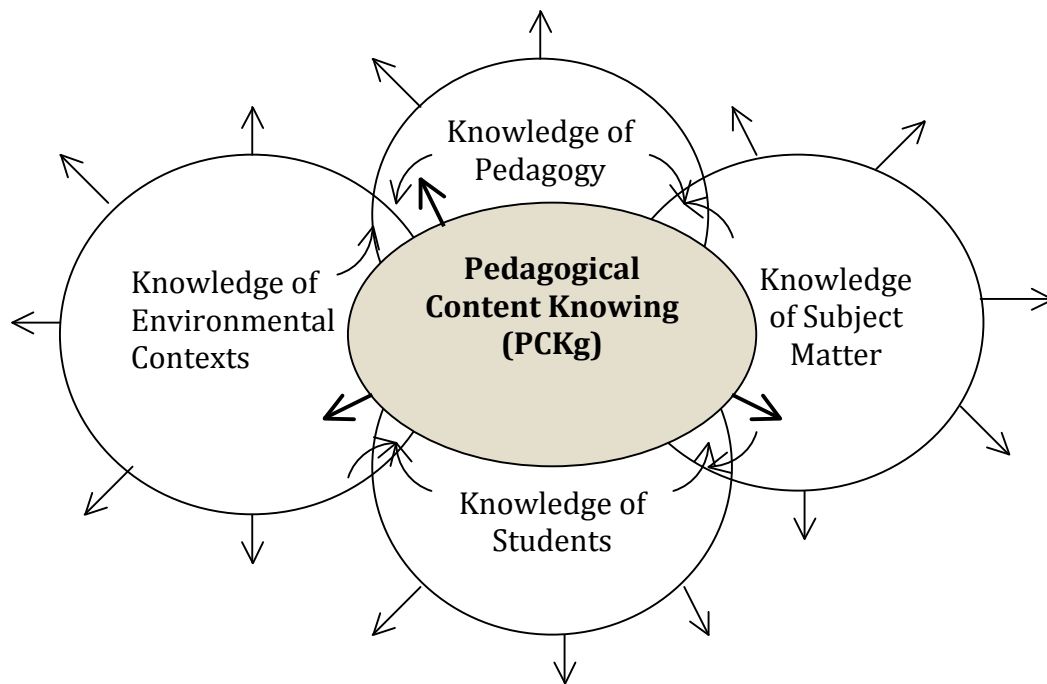 Knowledge of
Pedagogy
Pedagogical
Content Knowing
(PCKg)
Knowledge of
Environmental
Contexts
Knowledge
of Subject
Matter
Knowledge of
Students